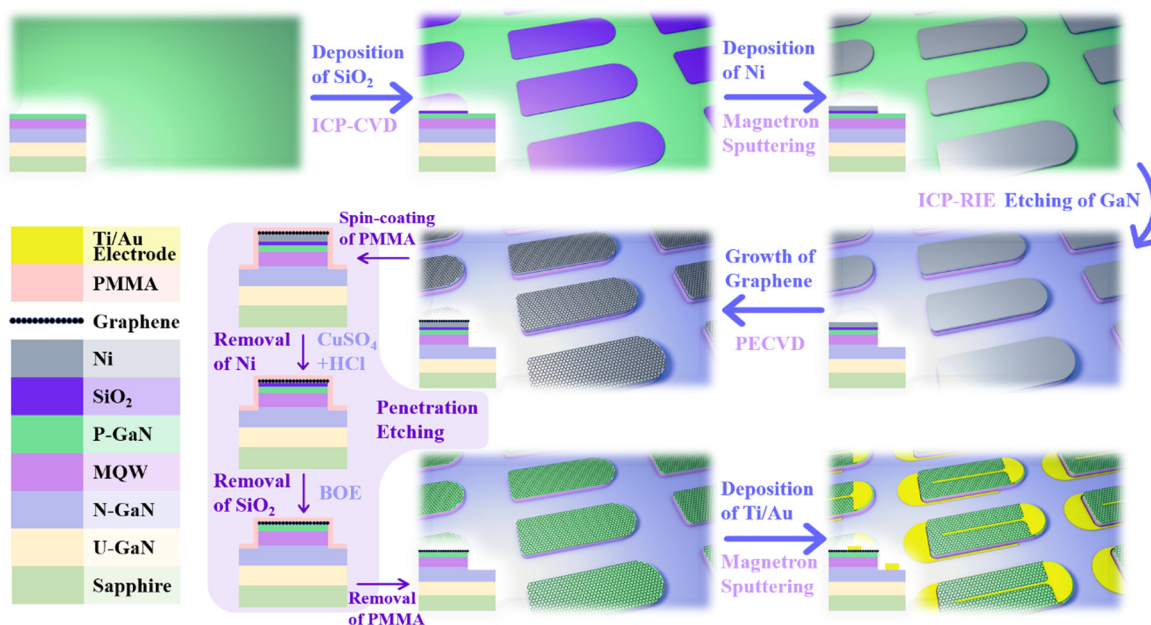 Deposition
of SiO₂
ICP-CVD
Deposition
of Ni
Magnetron
Sputtering
ICP-RIE Etching of GaN
Growth of
Graphene
PECVD
Spin-coating
of PMMA
Removal
of Ni
CuSO₄
+HCl
Penetration
Etching
Removal
of SiO₂
BOE
Removal
of PMMA
Deposition
of Ti/Au
Magnetron
Sputtering
Ti/Au
Electrode
PMMA
Graphene
Ni
SiO₂
P-GaN
MQW
N-GaN
U-GaN
Sapphire